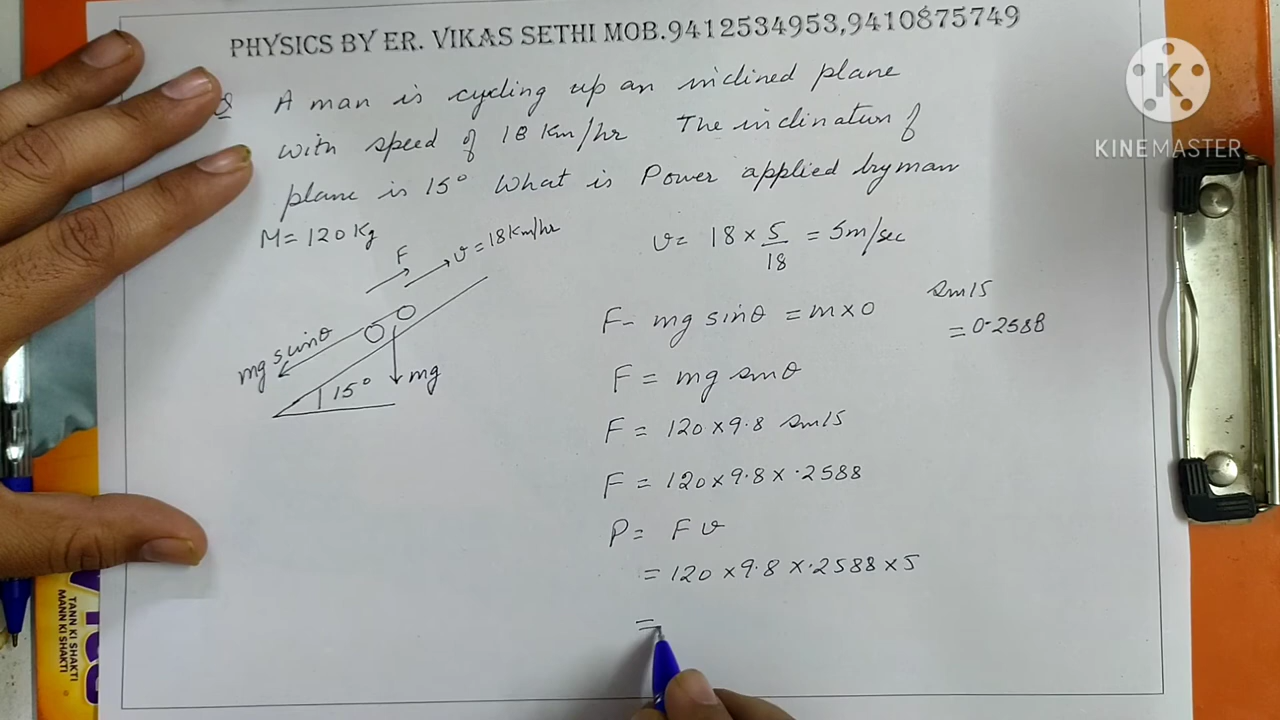 PHYSICS BY ER. VIKAS SETHI MOB.9412534953,9410875749
K
KINEMASTER
Q A man is cycling up an inclined plane
with speed of 18 Km/hr The inclination of
plane is 15° What is Power applied by man
M = 120 Kg
F
v = 18 Km/hr
mg sinθ
15°
mg
v = 18 × 5/18 = 5 m/sec
F - mg sinθ = m × 0
sin15
= 0.2588
F = mg sinθ
F = 120 × 9.8 sin15
F = 120 × 9.8 × .2588
P = Fv
= 120 × 9.8 × .2588 × 5
=
TANN KI SHAKTI
MANN KI SHAKTI